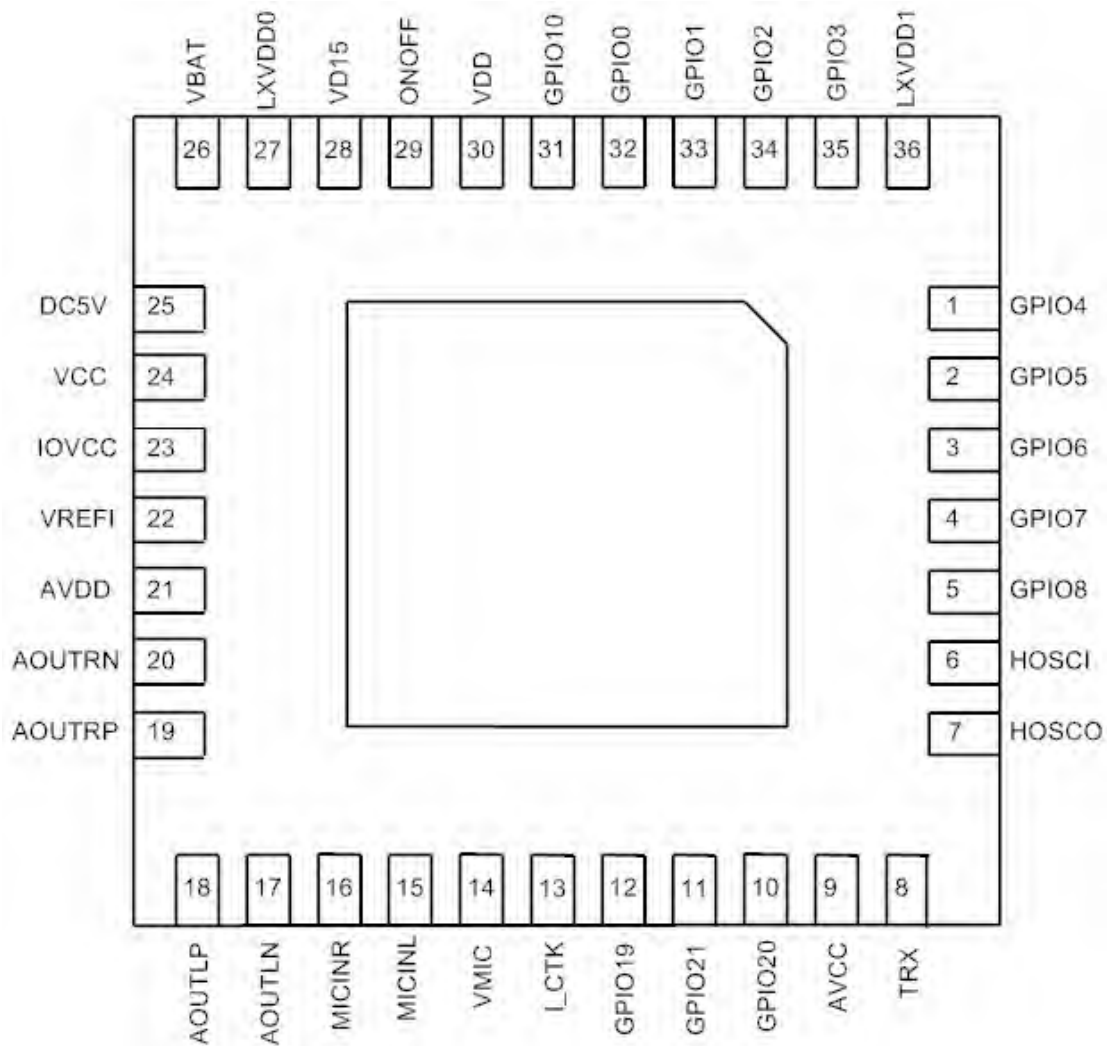 VBAT
LXVDD0
VD15
ONOFF
VDD
GPIO10
GPIO0
GPIO1
GPIO2
GPIO3
LXVDD1
26 27 28 29 30 31 32 33 34 35 36
DC5V 25 1 GPIO4
VCC 24 2 GPIO5
IOVCC 23 3 GPIO6
VREFI 22 4 GPIO7
AVDD 21 5 GPIO8
AOUTRN 20 6 HOSCI
AOUTRP 19 7 HOSCO
18 17 16 15 14 13 12 11 10 9 8
AOUTLP
AOUTLN
MICINR
MICINL
VMIC
I_CTK
GPIO19
GPIO21
GPIO20
AVCC
TRX